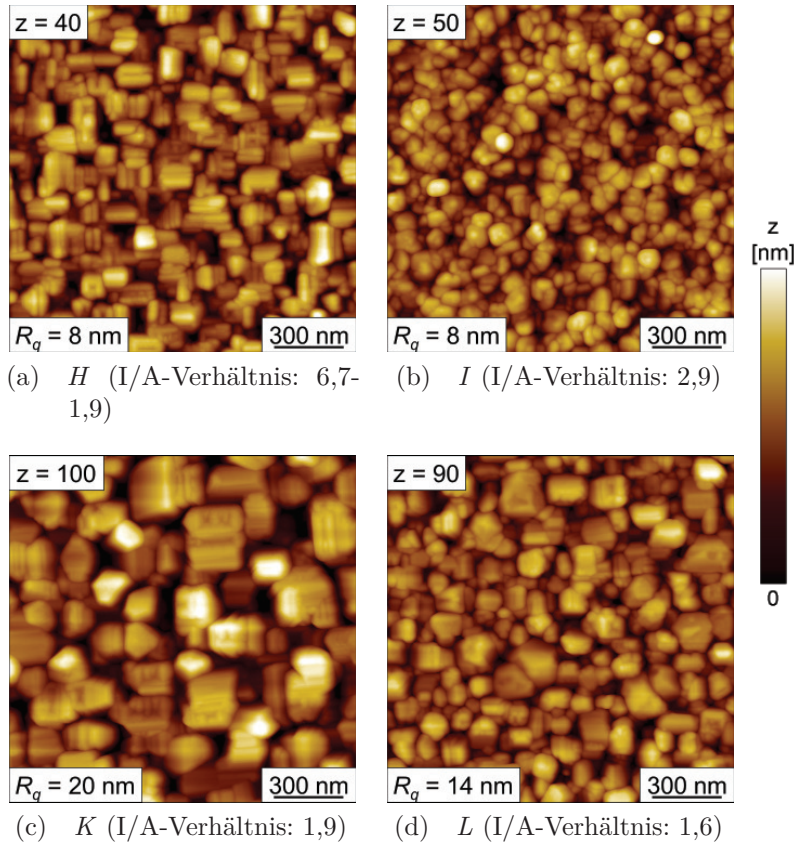 z = 40
z = 50
R_q = 8 nm
300 nm
R_q = 8 nm
300 nm
z
[nm]
0
(a) H (I/A-Verhältnis: 6,7-
1,9)
(b) I (I/A-Verhältnis: 2,9)
z = 100
z = 90
R_q = 20 nm
300 nm
R_q = 14 nm
300 nm
(c) K (I/A-Verhältnis: 1,9)
(d) L (I/A-Verhältnis: 1,6)